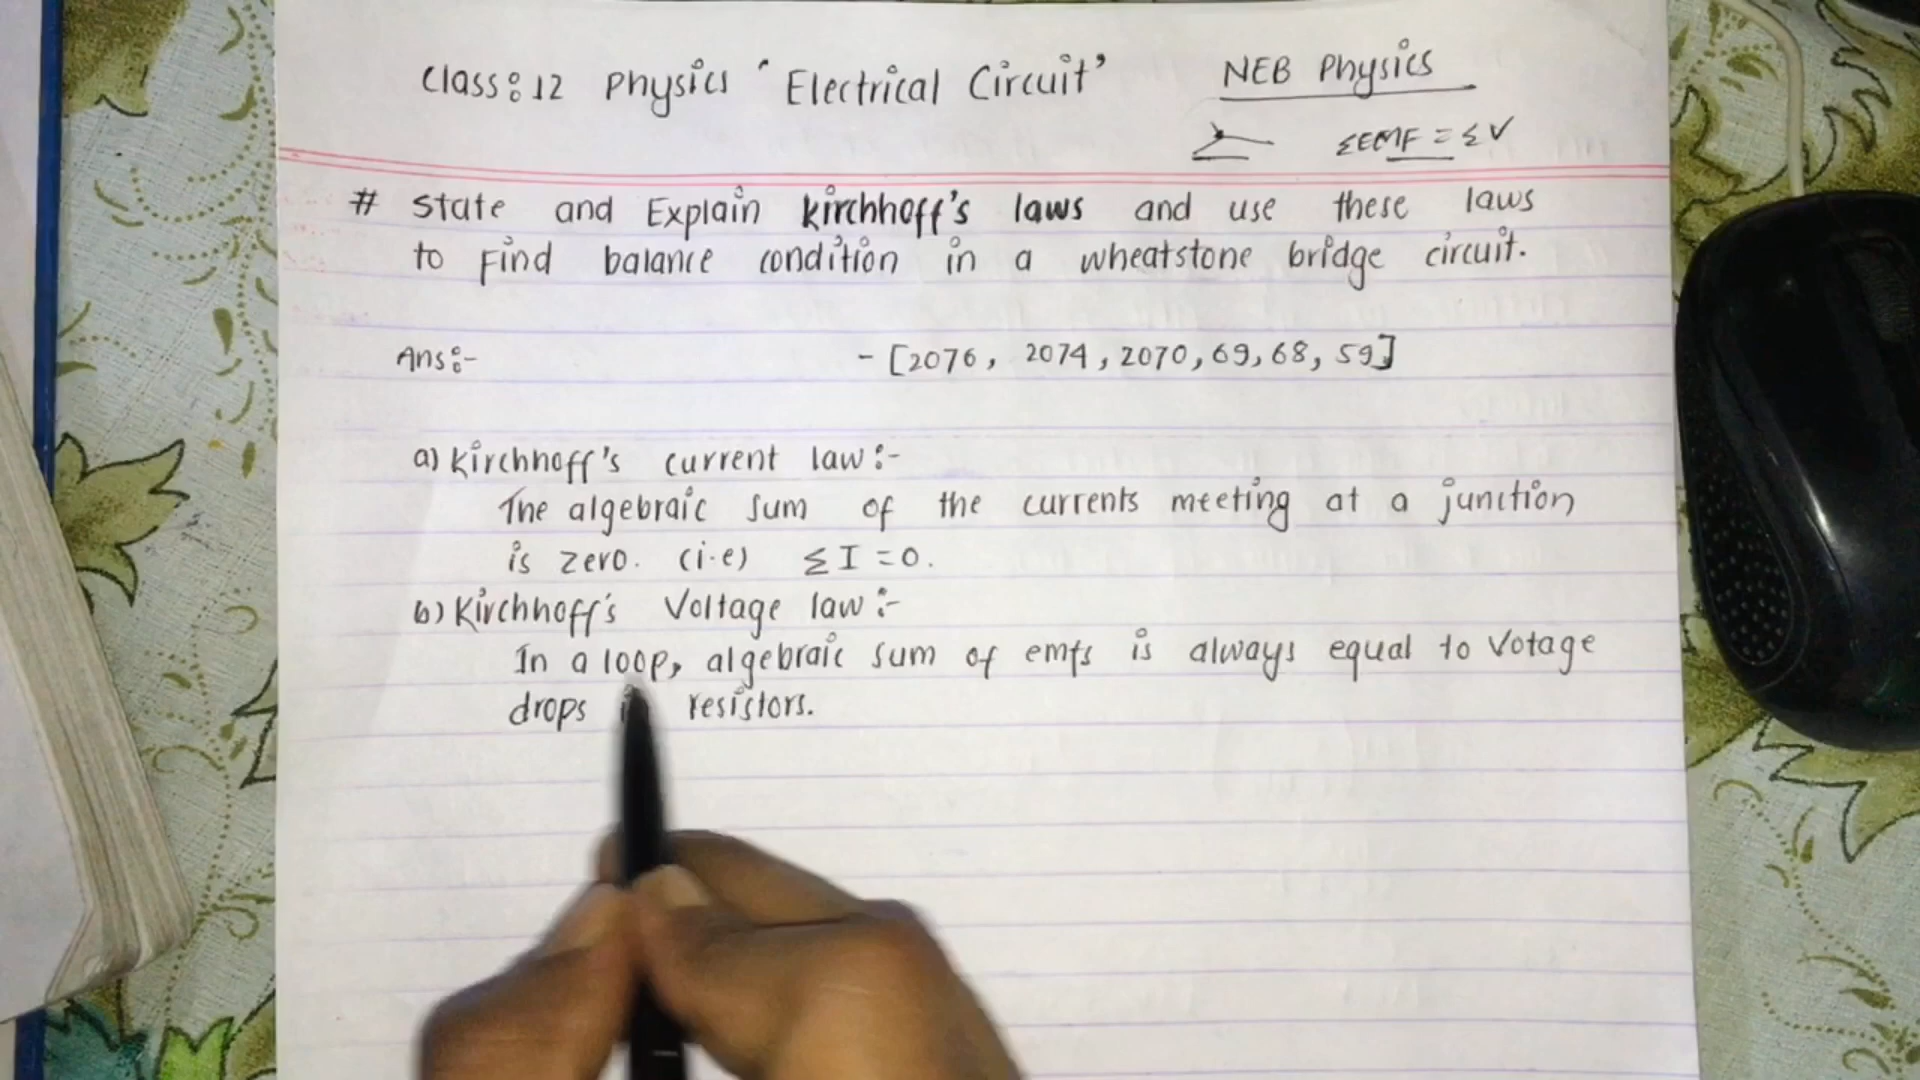 Class: 12 Physics 'Electrical Circuit'
NEB Physics
ΣEMF = ΣV
# State and Explain Kirchhoff's laws and use these laws
to Find balance condition in a wheatstone bridge circuit.
Ans:-
- [2076, 2074, 2070, 69, 68, 59]
a) Kirchhoff's current law:-
The algebraic sum of the currents meeting at a junction
is zero. (i.e) ΣI = 0.
b) Kirchhoff's Voltage law:-
In a loop, algebraic sum of emfs is always equal to Votage
drops resistors.